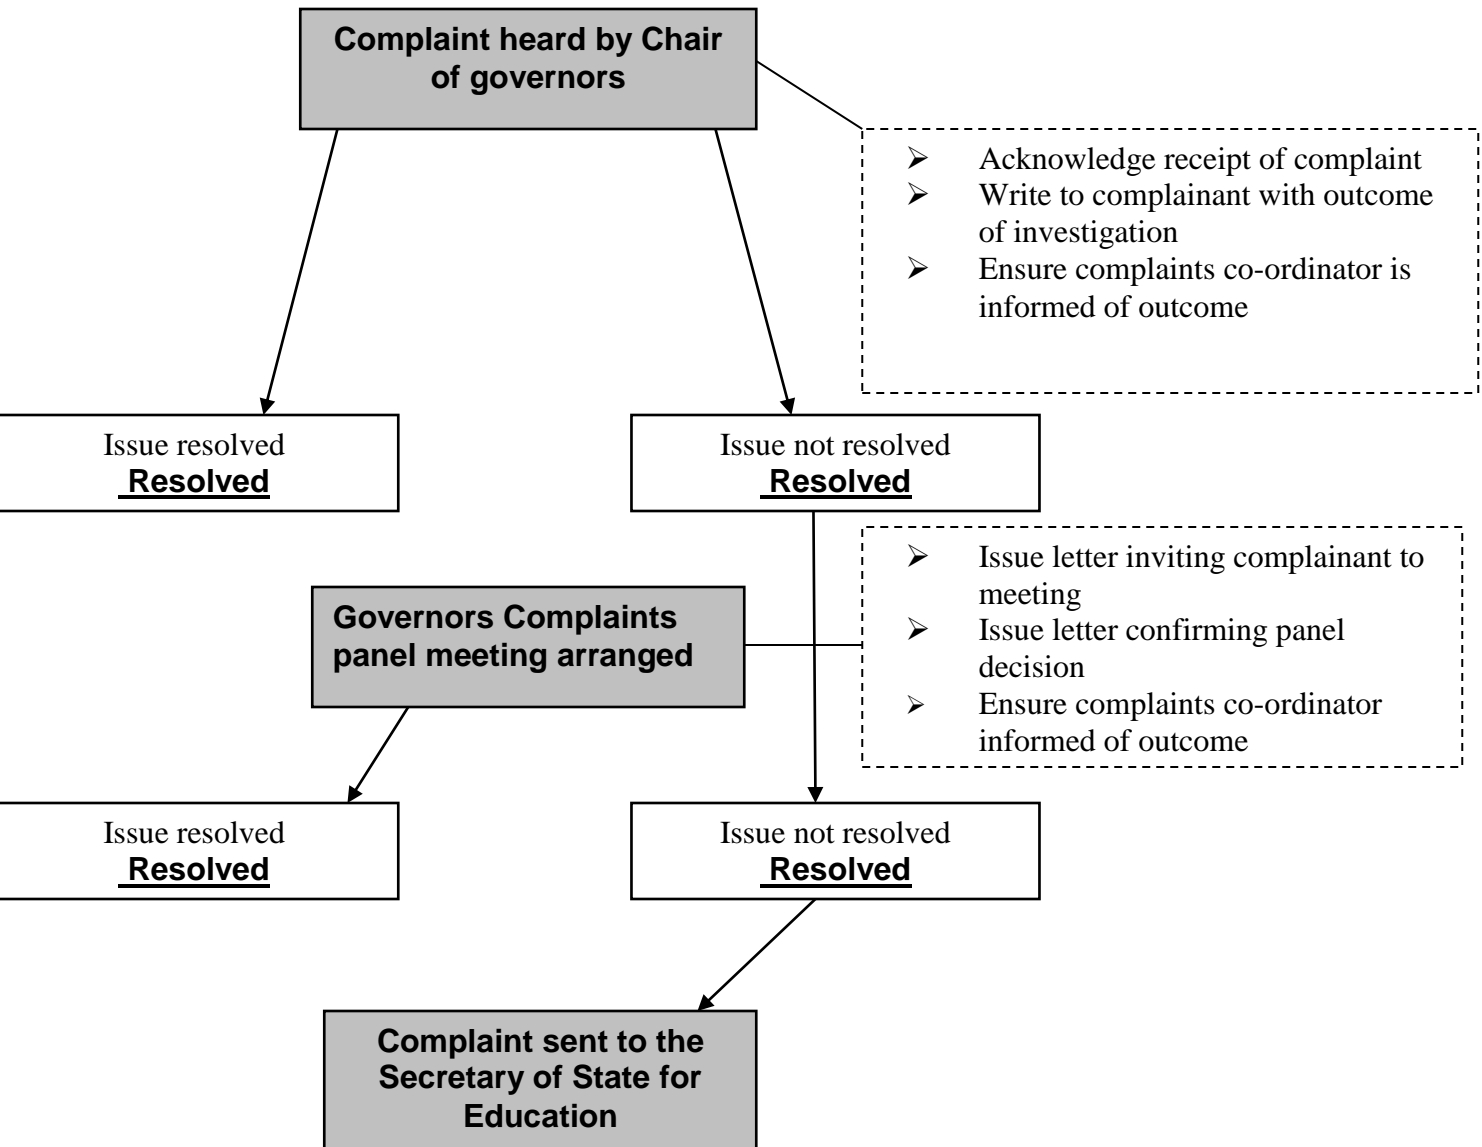 Complaint heard by Chair
of governors
➢ Acknowledge receipt of complaint
➢ Write to complainant with outcome
of investigation
➢ Ensure complaints co-ordinator is
informed of outcome
Issue resolved
Resolved
Issue not resolved
Resolved
➢ Issue letter inviting complainant to
meeting
➢ Issue letter confirming panel
decision
➢ Ensure complaints co-ordinator
informed of outcome
Governors Complaints
panel meeting arranged
Issue resolved
Resolved
Issue not resolved
Resolved
Complaint sent to the
Secretary of State for
Education